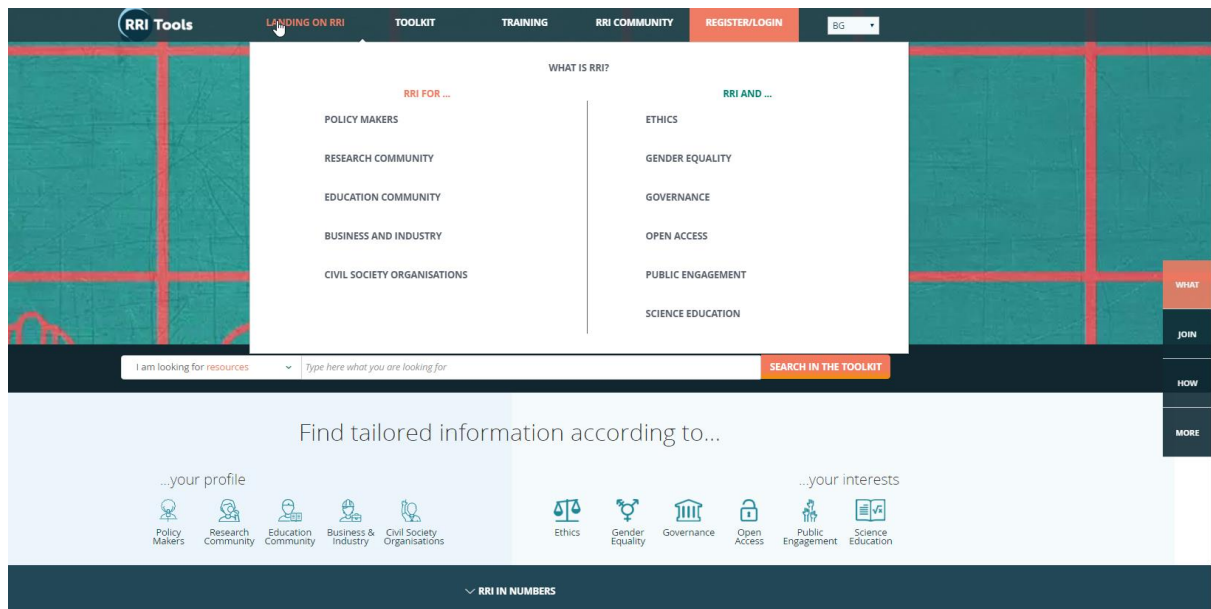 RRI Tools
LANDING ON RRI
TOOLKIT
TRAINING
RRI COMMUNITY
REGISTER/LOGIN
BG
WHAT IS RRI?
RRI FOR ...
POLICY MAKERS
RESEARCH COMMUNITY
EDUCATION COMMUNITY
BUSINESS AND INDUSTRY
CIVIL SOCIETY ORGANISATIONS
RRI AND ...
ETHICS
GENDER EQUALITY
GOVERNANCE
OPEN ACCESS
PUBLIC ENGAGEMENT
SCIENCE EDUCATION
WHAT
JOIN
HOW
MORE
I am looking for resources
Type here what you are looking for
SEARCH IN THE TOOLKIT
Find tailored information according to...
...your profile
Policy
Makers
Research
Community
Education
Community
Business &
Industry
Civil Society
Organisations
...your interests
Ethics
Gender
Equality
Governance
Open
Access
Public
Engagement
Science
Education
RRI IN NUMBERS